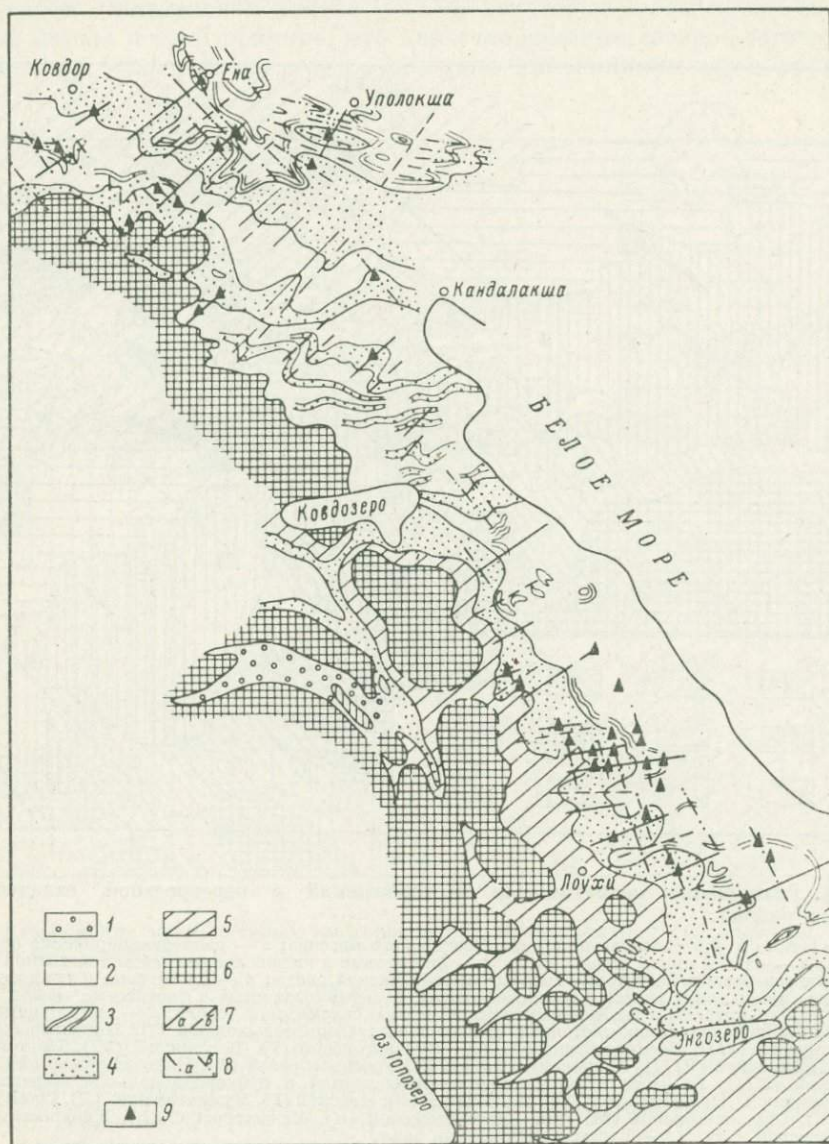 Ковдор
Ена
Уполокша
Кандалакша
БЕЛОЕ МОРЕ
Ковдозеро
Лоухи
Энгозеро
оз. Топозеро
1
2
3
4
5
6
а в 7
а в 8
9